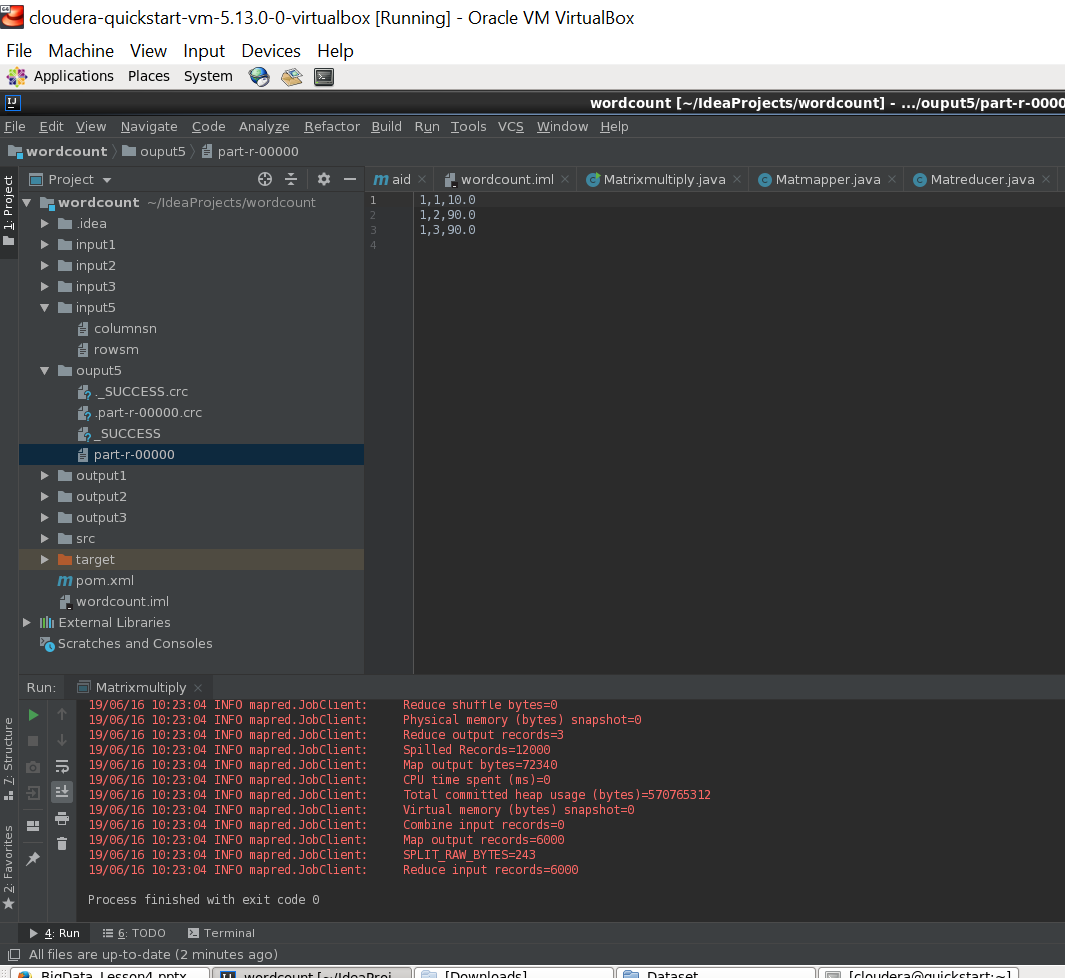 cloudera-quickstart-vm-5.13.0-0-virtualbox [Running] - Oracle VM VirtualBox
File Machine View Input Devices Help
Applications Places System
wordcount [~/IdeaProjects/wordcount] - .../ouput5/part-r-0000
File Edit View Navigate Code Analyze Refactor Build Run Tools VCS Window Help
wordcount ouput5 part-r-00000
1: Project
Project
m aid wordcount.iml Matrixmultiply.java Matmapper.java Matreducer.java
wordcount ~/IdeaProjects/wordcount
.idea
input1
input2
input3
input5
columnsn
rowsm
ouput5
._SUCCESS.crc
.part-r-00000.crc
_SUCCESS
part-r-00000
output1
output2
output3
src
target
m pom.xml
wordcount.iml
External Libraries
Scratches and Consoles
1 1,1,10.0
2 1,2,90.0
3 1,3,90.0
4
Run: Matrixmultiply
19/06/16 10:23:04 INFO mapred.JobClient: Reduce shuffle bytes=0
19/06/16 10:23:04 INFO mapred.JobClient: Physical memory (bytes) snapshot=0
19/06/16 10:23:04 INFO mapred.JobClient: Reduce output records=3
19/06/16 10:23:04 INFO mapred.JobClient: Spilled Records=12000
19/06/16 10:23:04 INFO mapred.JobClient: Map output bytes=72340
19/06/16 10:23:04 INFO mapred.JobClient: CPU time spent (ms)=0
19/06/16 10:23:04 INFO mapred.JobClient: Total committed heap usage (bytes)=570765312
19/06/16 10:23:04 INFO mapred.JobClient: Virtual memory (bytes) snapshot=0
19/06/16 10:23:04 INFO mapred.JobClient: Combine input records=0
19/06/16 10:23:04 INFO mapred.JobClient: Map output records=6000
19/06/16 10:23:04 INFO mapred.JobClient: SPLIT_RAW_BYTES=243
19/06/16 10:23:04 INFO mapred.JobClient: Reduce input records=6000
Process finished with exit code 0
7: Structure
2: Favorites
4: Run 6: TODO Terminal
All files are up-to-date (2 minutes ago)
BigData_Lesson4.pptx wordcount [~/IdeaProj... [Downloads] Dataset [cloudera@quickstart:~]